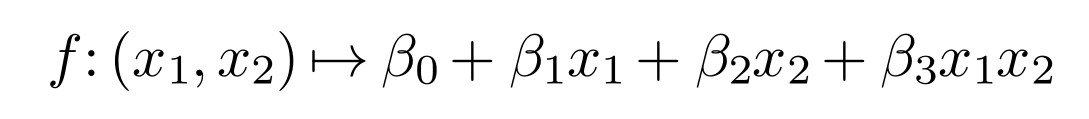 f: (x₁, x₂) ↦ β₀ + β₁x₁ + β₂x₂ + β₃x₁x₂